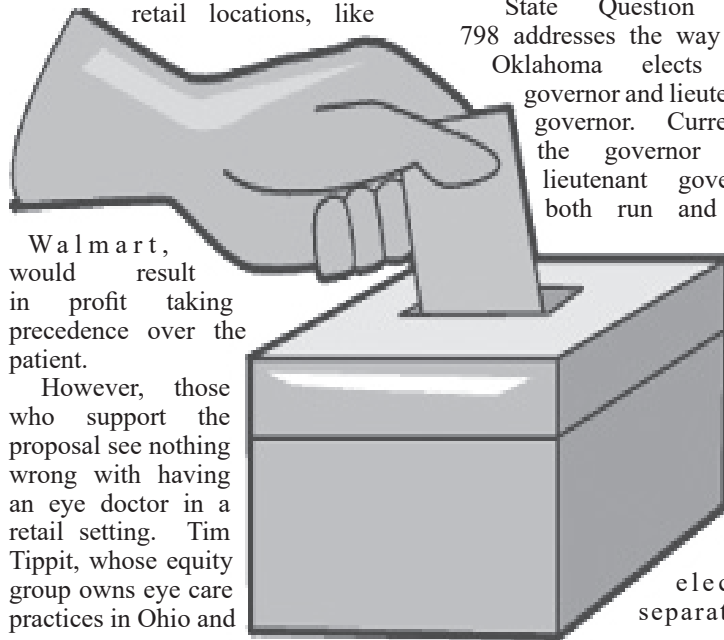 retail locations, like
Walmart,
would result
in profit taking
precedence over the
patient.
However, those
who support the
proposal see nothing
wrong with having
an eye doctor in a
retail setting. Tim
Tippit, whose equity
group owns eye care
practices in Ohio and
State Question
798 addresses the way
Oklahoma elects
governor and lieute
governor. Curre
the governor
lieutenant gove
both run and
elec
separat